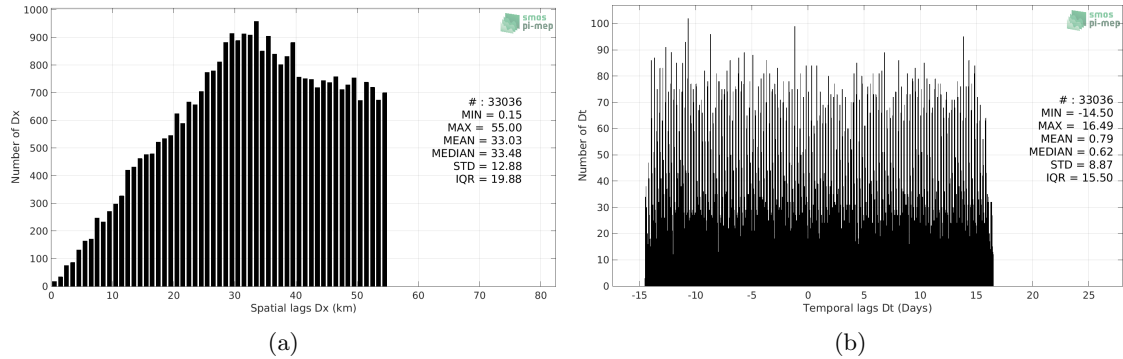 1000
900
800
700
600
500
400
300
200
100
0
Number of Dx
0 10 20 30 40 50 60 70 80
Spatial lags Dx (km)
smos
pi-mep
# : 33036
MIN = 0.15
MAX = 55.00
MEAN = 33.03
MEDIAN = 33.48
STD = 12.88
IQR = 19.88
(a)
100
90
80
70
60
50
40
30
20
10
0
Number of Dt
-15 -10 -5 0 5 10 15 20 25
Temporal lags Dt (Days)
smos
pi-mep
# : 33036
MIN = -14.50
MAX = 16.49
MEAN = 0.79
MEDIAN = 0.62
STD = 8.87
IQR = 15.50
(b)